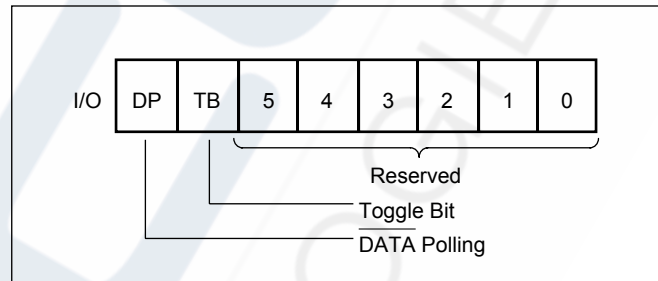 I/O DP TB 5 4 3 2 1 0
Reserved
Toggle Bit
DATA Polling